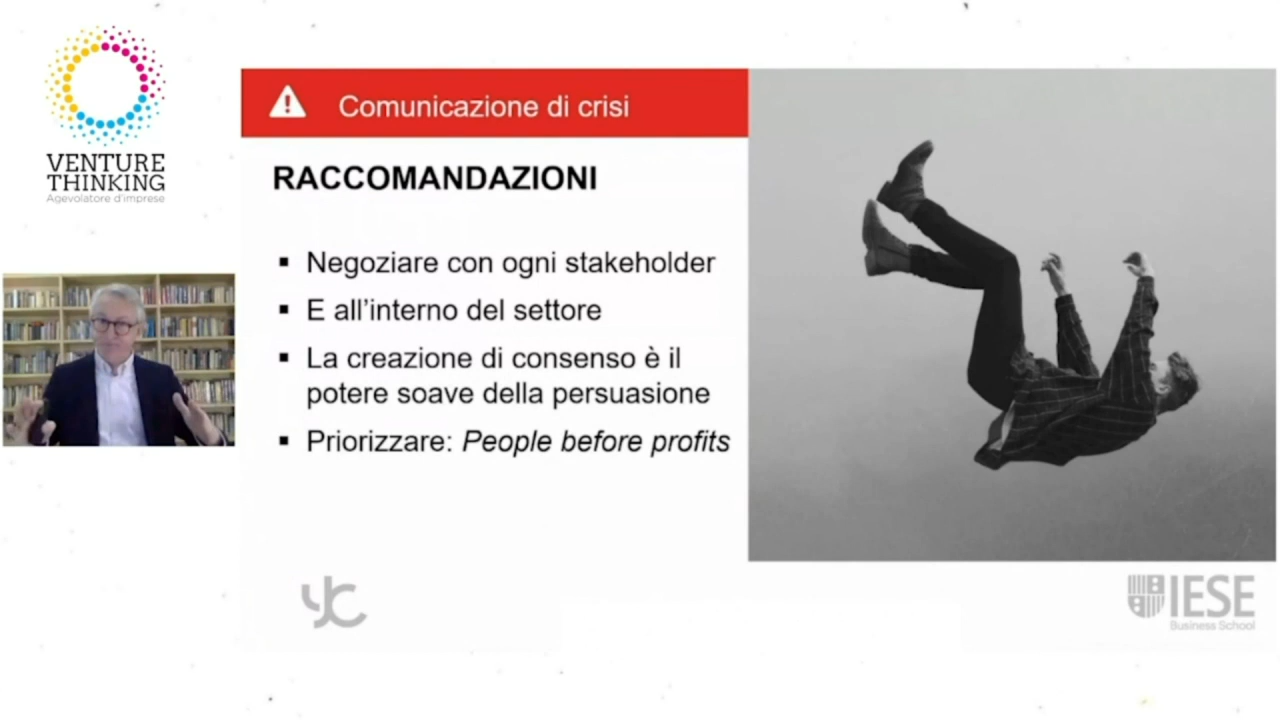 VENTURE
THINKING
Agevolatore d'imprese
Comunicazione di crisi
RACCOMANDAZIONI
▪ Negoziare con ogni stakeholder
▪ E all'interno del settore
▪ La creazione di consenso è il
potere soave della persuasione
▪ Priorizzare: People before profits
yc
IESE
Business School